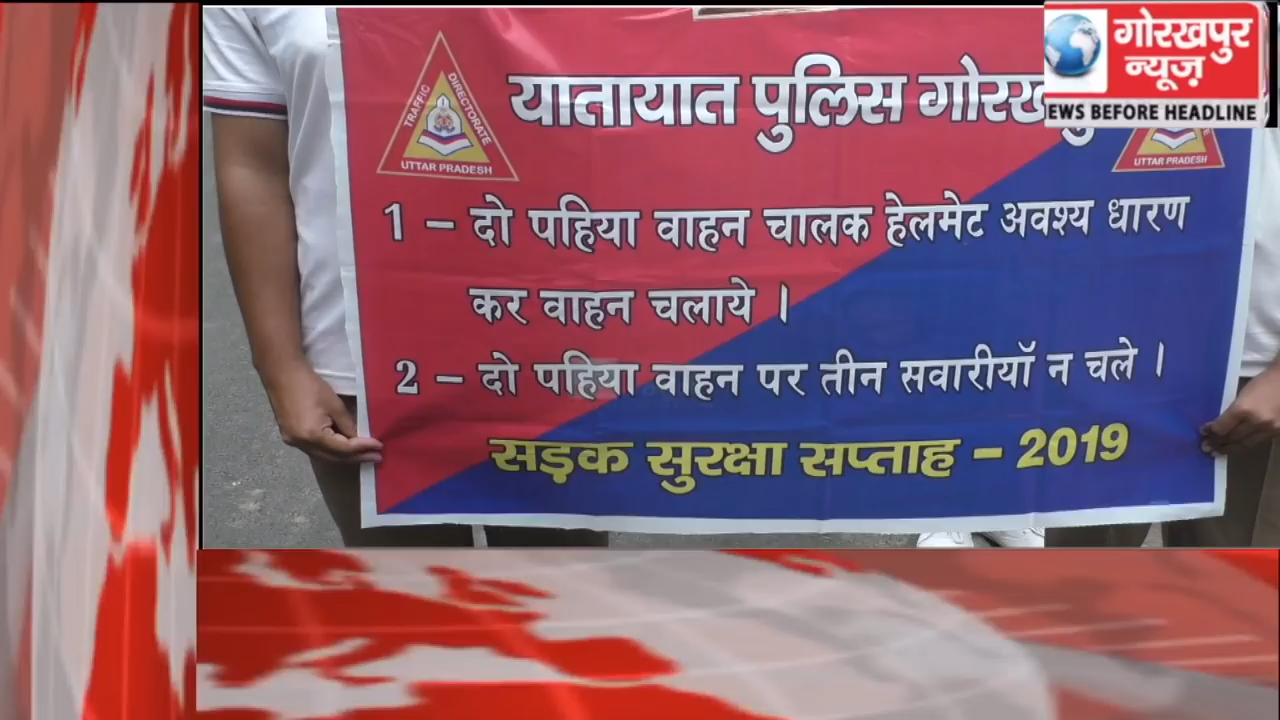 गोरखपुर
न्यूज़
EWS BEFORE HEADLINE
TRAFFIC DIRECTORATE
UTTAR PRADESH
यातायात पुलिस
UTTAR PRADESH
1 – दो पहिया वाहन चालक हेलमेट अवश्य धारण
कर वाहन चलाये ।
2 – दो पहिया वाहन पर तीन सवारीयॉ न चले ।
सड़क सुरक्षा सप्ताह – 2019